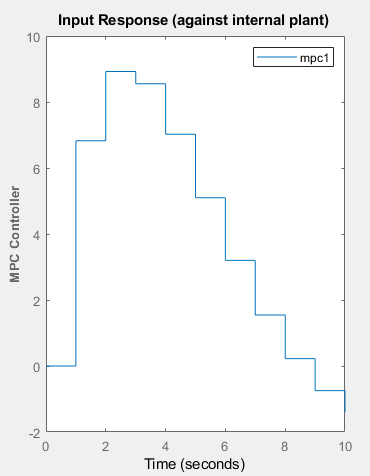 Input Response (against internal plant)
mpc1
10
8
6
4
2
0
-2
MPC Controller
0 2 4 6 8 10
Time (seconds)